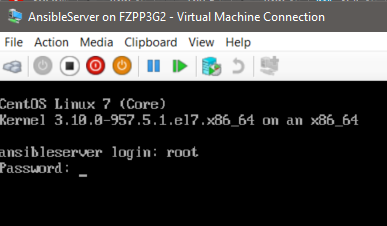 AnsibleServer on FZPP3G2 - Virtual Machine Connection
File Action Media View Help
CentOS Linux 7 (Core)
Kernel 3.10.0-957.5.1.el7.x86_64 on an x86_64
ansibleserver login: root
Password: _